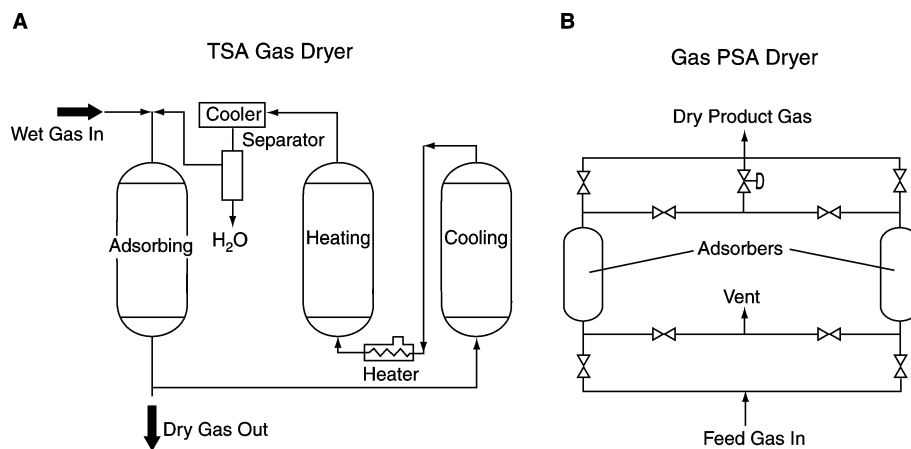 A
TSA Gas Dryer
Wet Gas In
Cooler
Separator
Adsorbing
H₂O
Heating
Cooling
Heater
Dry Gas Out
B
Gas PSA Dryer
Dry Product Gas
Adsorbers
Vent
Feed Gas In